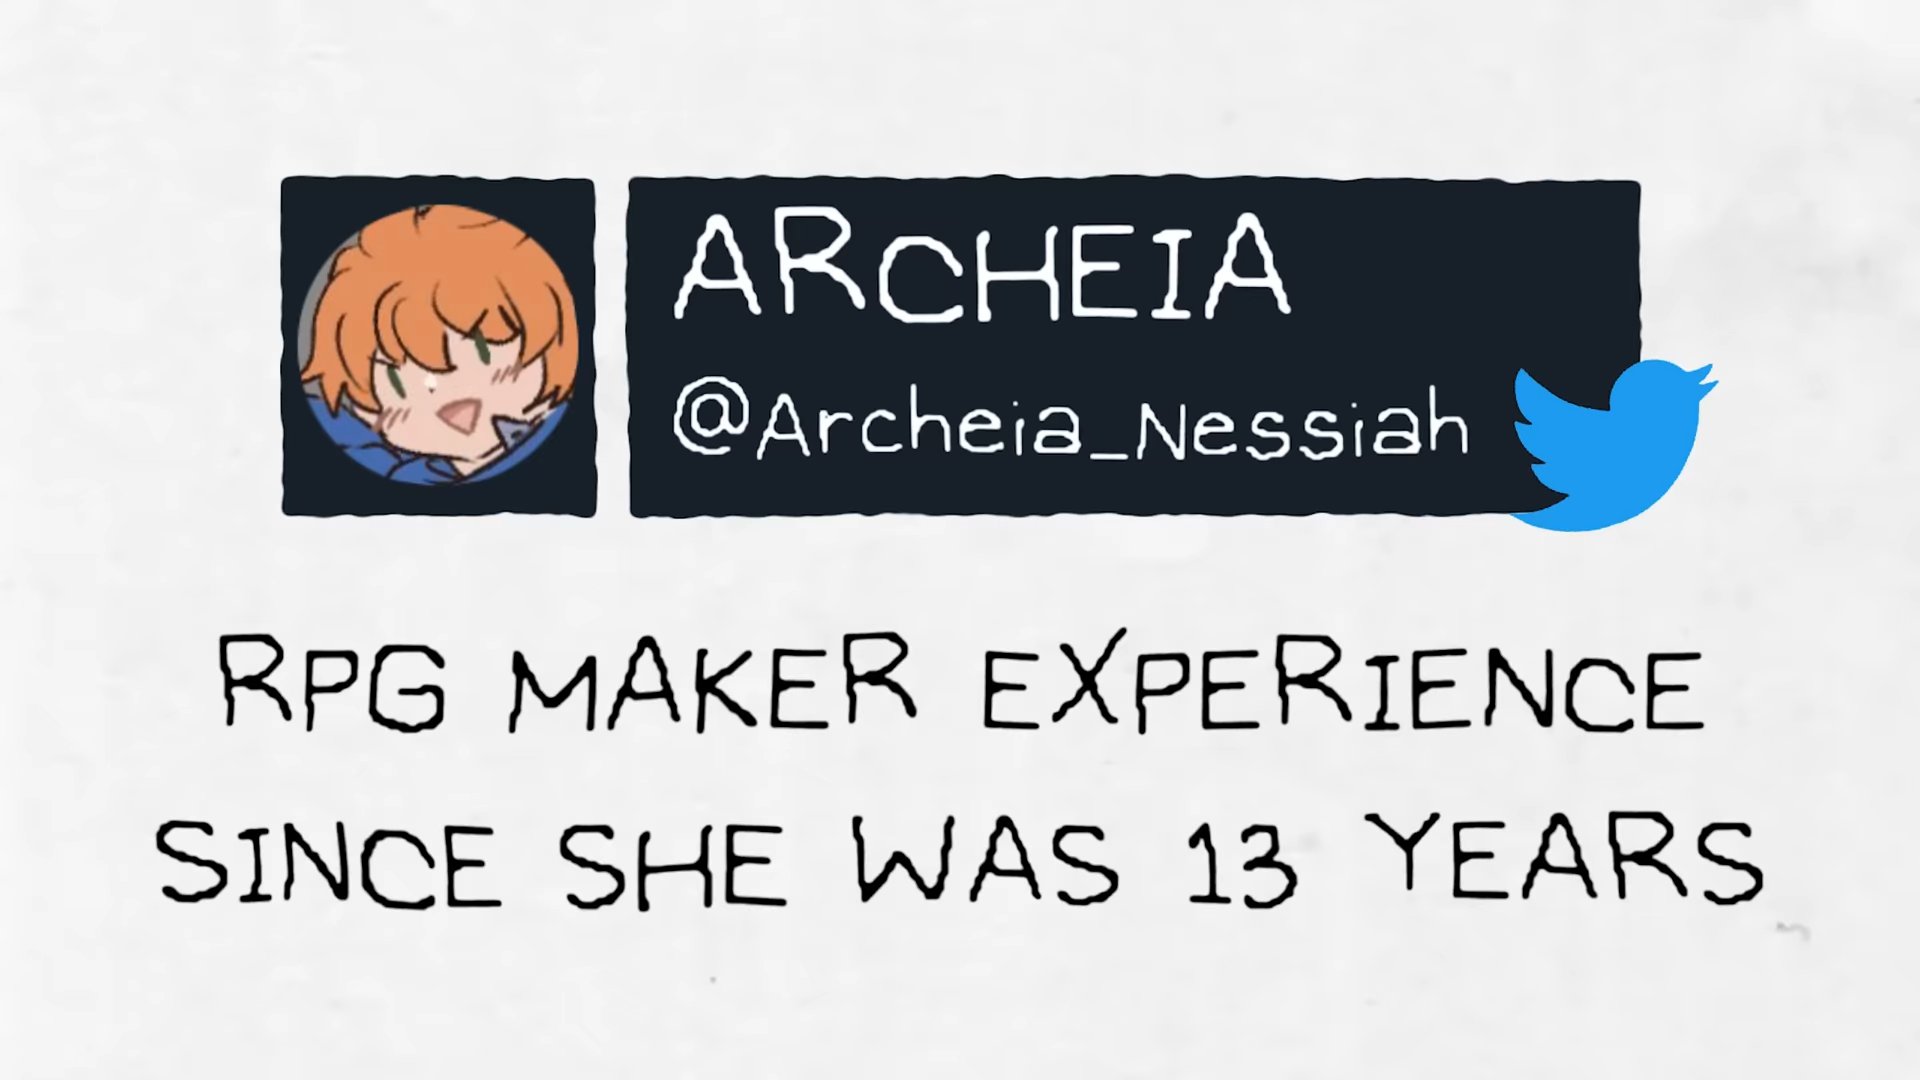 ARCHEIA
@Archeia_Nessiah
RPG MAKER EXPERIENCE
SINCE SHE WAS 13 YEARS